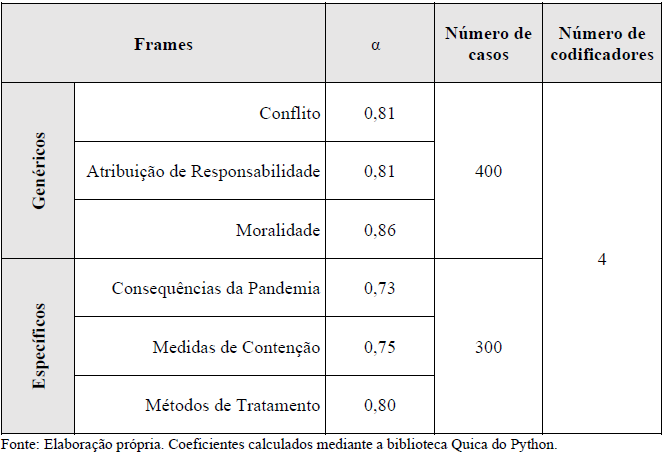 Frames
α
Número de
casos
Número de
codificadores
Genéricos
Conflito
0,81
Atribuição de Responsabilidade
0,81
Moralidade
0,86
400
4
Específicos
Consequências da Pandemia
0,73
Medidas de Contenção
0,75
Métodos de Tratamento
0,80
300
Fonte: Elaboração própria. Coeficientes calculados mediante a biblioteca Quica do Python.